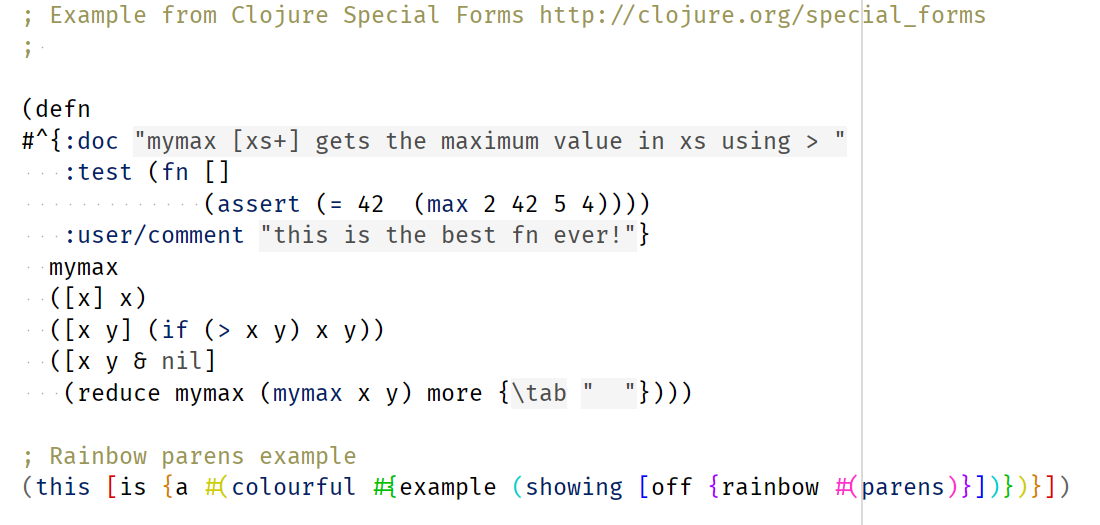 ; Example from Clojure Special Forms http://clojure.org/special_forms
;

(defn
#^{:doc "mymax [xs+] gets the maximum value in xs using > "
   :test (fn []
             (assert (= 42  (max 2 42 5 4))))
   :user/comment "this is the best fn ever!"}
  mymax
  ([x] x)
  ([x y] (if (> x y) x y))
  ([x y & nil]
   (reduce mymax (mymax x y) more {\tab "  "})))

; Rainbow parens example
(this [is {a #(colourful #{example (showing [off {rainbow #(parens)}])})}])